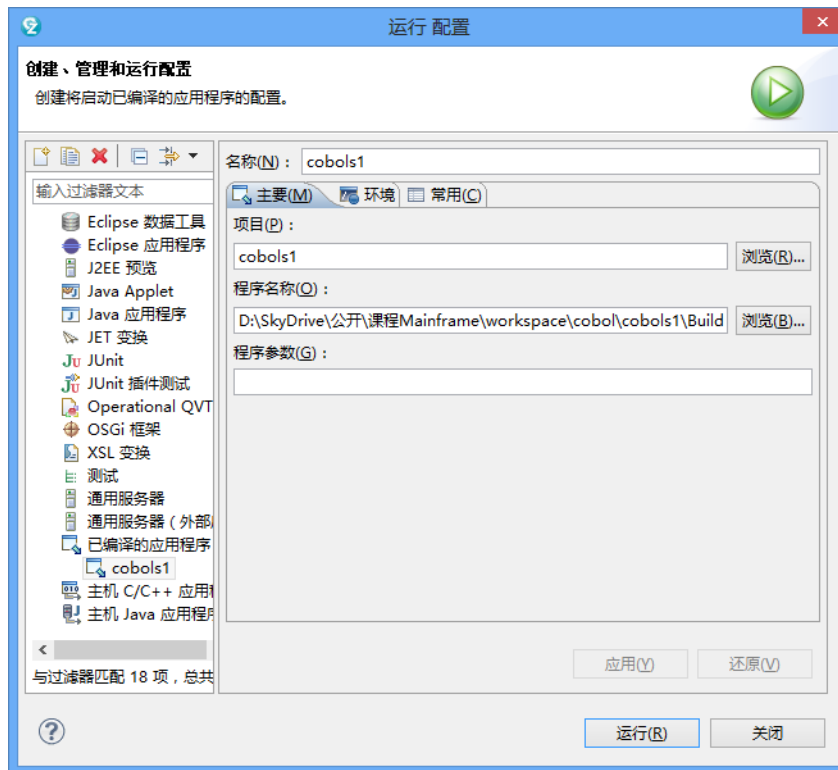 运行 配置
创建、管理和运行配置
创建将启动已编译的应用程序的配置。
输入过滤器文本
Eclipse 数据工具
Eclipse 应用程序
J2EE 预览
Java Applet
Java 应用程序
JET 变换
JUnit
JUnit 插件测试
Operational QVT
OSGi 框架
XSL 变换
测试
通用服务器
通用服务器（外部
已编译的应用程序
cobols1
主机 C/C++ 应用
主机 Java 应用程序
与过滤器匹配 18 项，总共
名称(N)： cobols1
主要(M) 环境 常用(C)
项目(P)：
cobols1 浏览(R)...
程序名称(O)：
D:\SkyDrive\公开\课程Mainframe\workspace\cobol\cobols1\Build 浏览(B)...
程序参数(G)：
应用(Y) 还原(V)
运行(R) 关闭